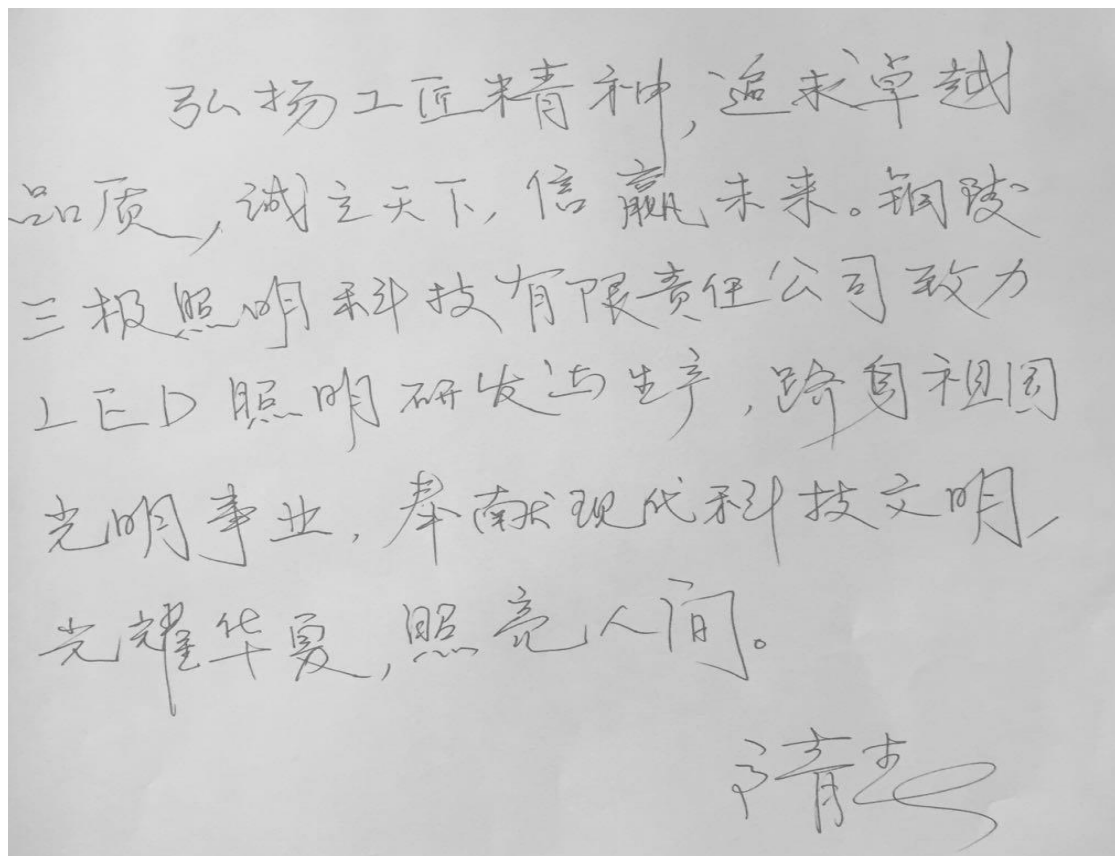 弘扬工匠精神,追求卓越
品质,诚立天下,信赢未来。铜陵
三极照明科技有限责任公司致力
LED照明研发与生产,跻身祖国
光明事业,奉献现代科技文明,
光耀华夏,照亮人间。